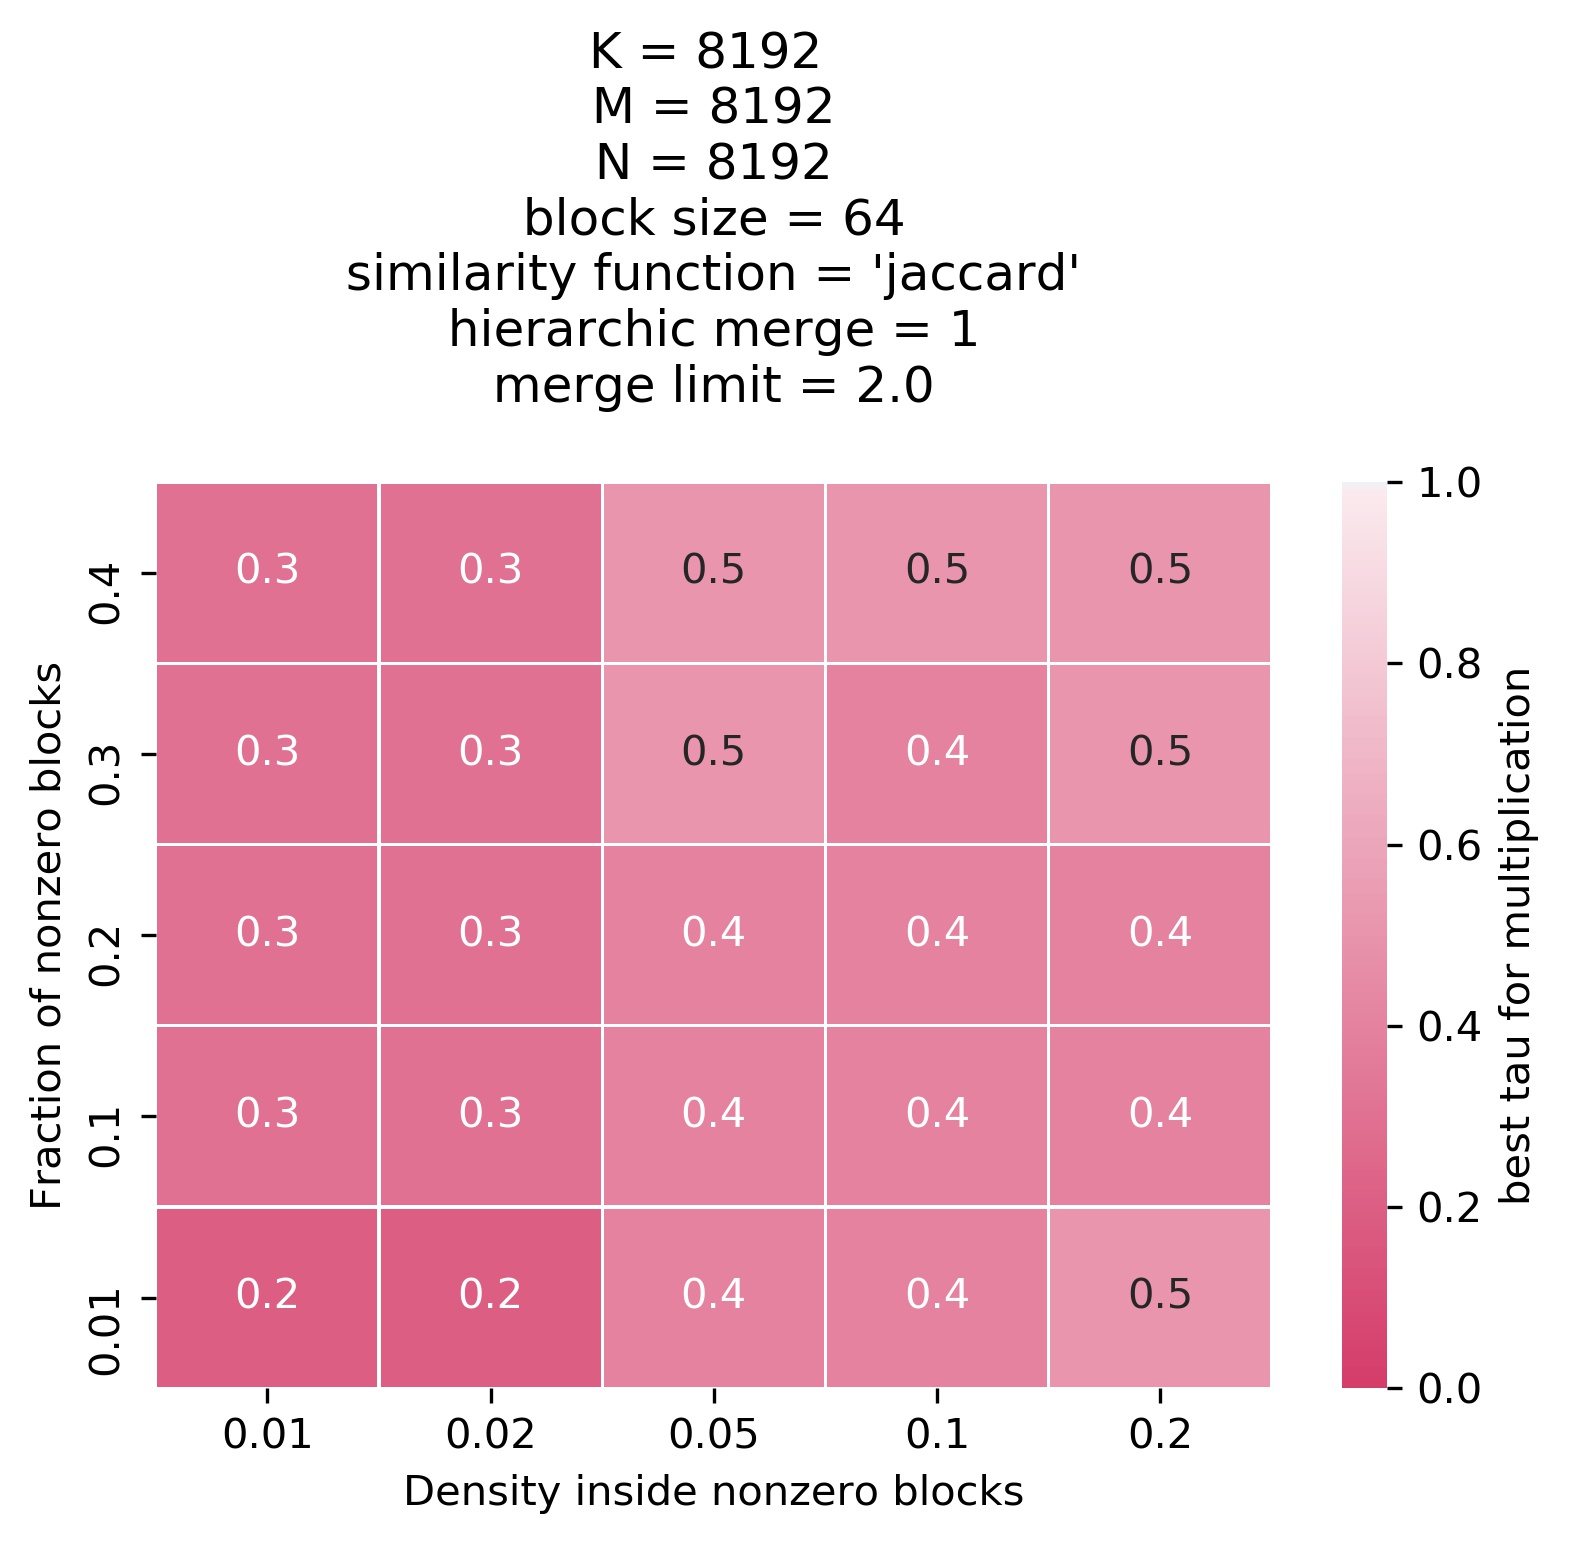 K = 8192
M = 8192
N = 8192
block size = 64
similarity function = 'jaccard'
hierarchic merge = 1
merge limit = 2.0
0.4 0.3 0.3 0.5 0.5 0.5
0.3 0.3 0.3 0.5 0.4 0.5
0.2 0.3 0.3 0.4 0.4 0.4
0.1 0.3 0.3 0.4 0.4 0.4
0.01 0.2 0.2 0.4 0.4 0.5
0.01 0.02 0.05 0.1 0.2
Density inside nonzero blocks
Fraction of nonzero blocks
1.0
0.8
0.6
0.4
0.2
0.0
best tau for multiplication